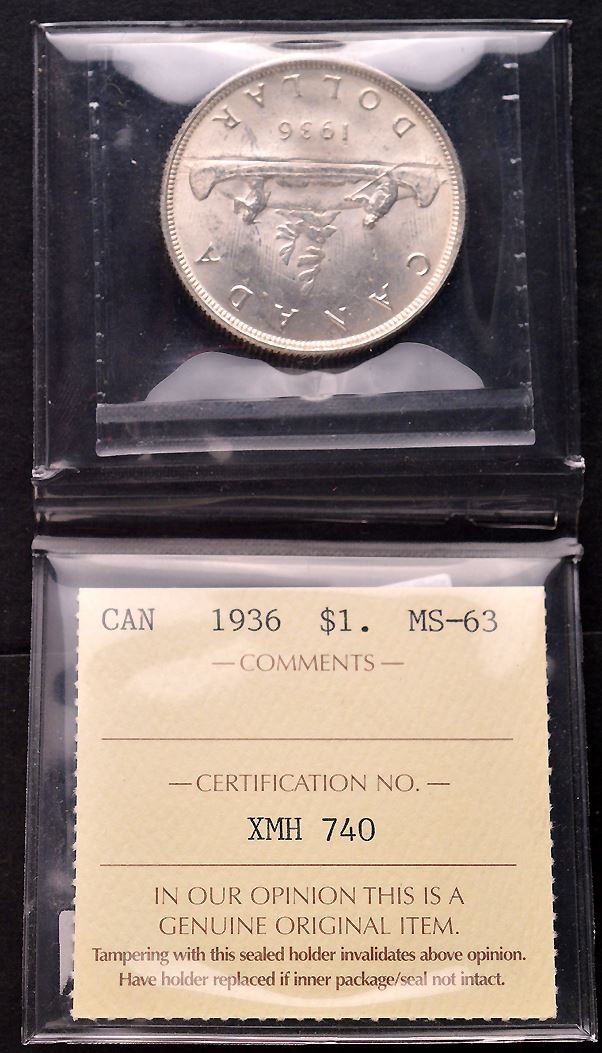 DOLLAR
1936
CANADA
CAN 1936 $1. MS-63
— COMMENTS —
— CERTIFICATION NO. —
XMH 740
IN OUR OPINION THIS IS A
GENUINE ORIGINAL ITEM.
Tampering with this sealed holder invalidates above opinion.
Have holder replaced if inner package/seal not intact.